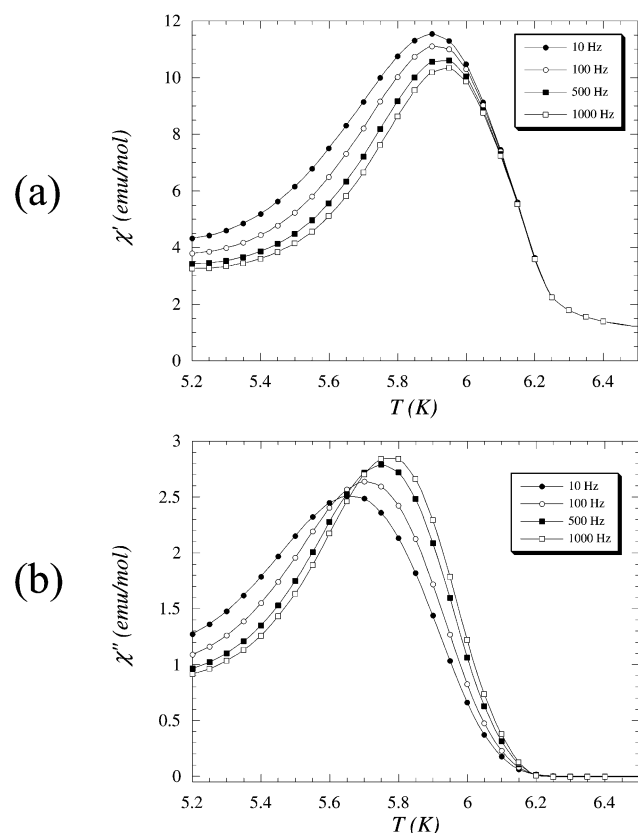 (a)
χ′ (emu/mol)
12
10
8
6
4
2
0
10 Hz
100 Hz
500 Hz
1000 Hz
5.2 5.4 5.6 5.8 6 6.2 6.4
T (K)
(b)
χ″ (emu/mol)
3
2.5
2
1.5
1
0.5
0
10 Hz
100 Hz
500 Hz
1000 Hz
5.2 5.4 5.6 5.8 6 6.2 6.4
T (K)